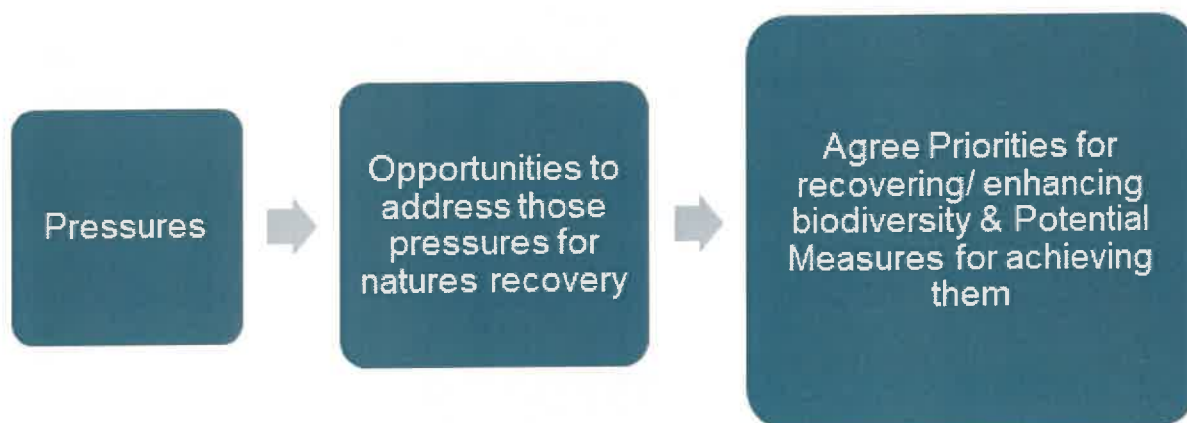 Pressures
Opportunities to
address those
pressures for
natures recovery
Agree Priorities for
recovering/ enhancing
biodiversity & Potential
Measures for achieving
them